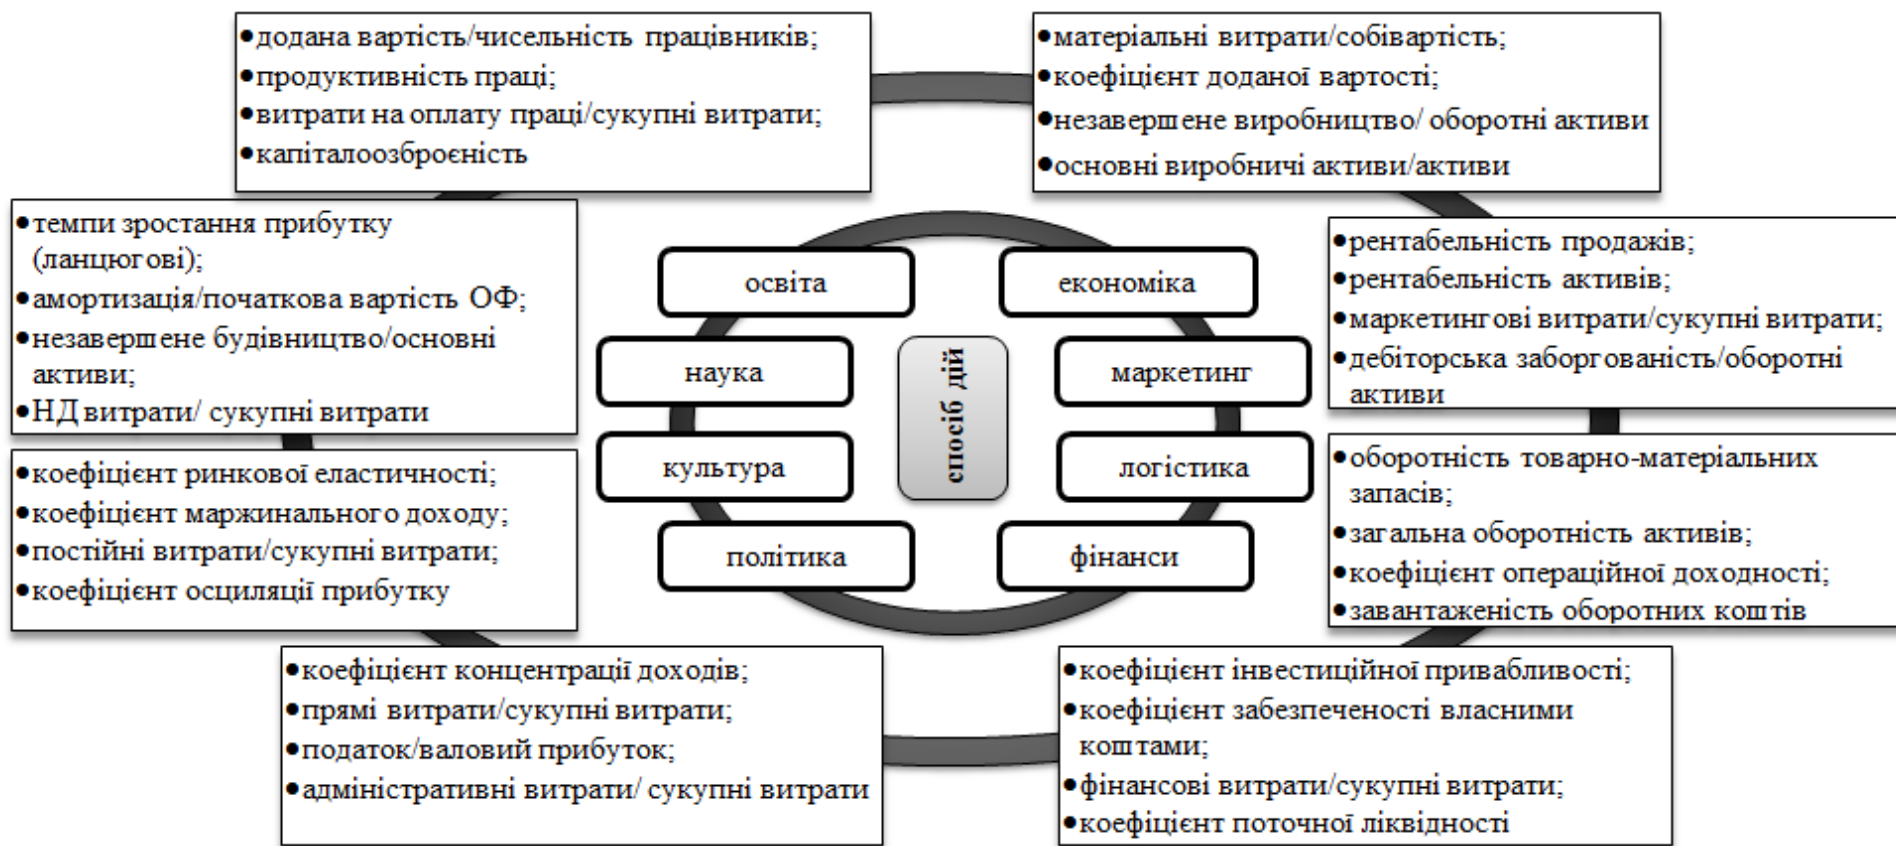 ●додана вартість/чисельність працівників;
●продуктивність праці;
●витрати на оплату праці/сукупні витрати;
●капіталоозброєність
●матеріальні витрати/собівартість;
●коефіцієнт доданої вартості;
●незавершене виробництво/ оборотні активи
●основні виробничі активи/активи
●темпи зростання прибутку
(ланцюгові);
●амортизація/початкова вартість ОФ;
●незавершене будівництво/основні
активи;
●НД витрати/ сукупні витрати
освіта
економіка
наука
спосіб дій
маркетинг
культура
логістика
політика
фінанси
●рентабельність продажів;
●рентабельність активів;
●маркетингові витрати/сукупні витрати;
●дебіторська заборгованість/оборотні
активи
●коефіцієнт ринкової еластичності;
●коефіцієнт маржинального доходу;
●постійні витрати/сукупні витрати;
●коефіцієнт осциляції прибутку
●оборотність товарно-матеріальних
запасів;
●загальна оборотність активів;
●коефіцієнт операційної доходності;
●завантаженість оборотних коштів
●коефіцієнт концентрації доходів;
●прямі витрати/сукупні витрати;
●податок/валовий прибуток;
●адміністративні витрати/ сукупні витрати
●коефіцієнт інвестиційної привабливості;
●коефіцієнт забезпеченості власними
коштами;
●фінансові витрати/сукупні витрати;
●коефіцієнт поточної ліквідності